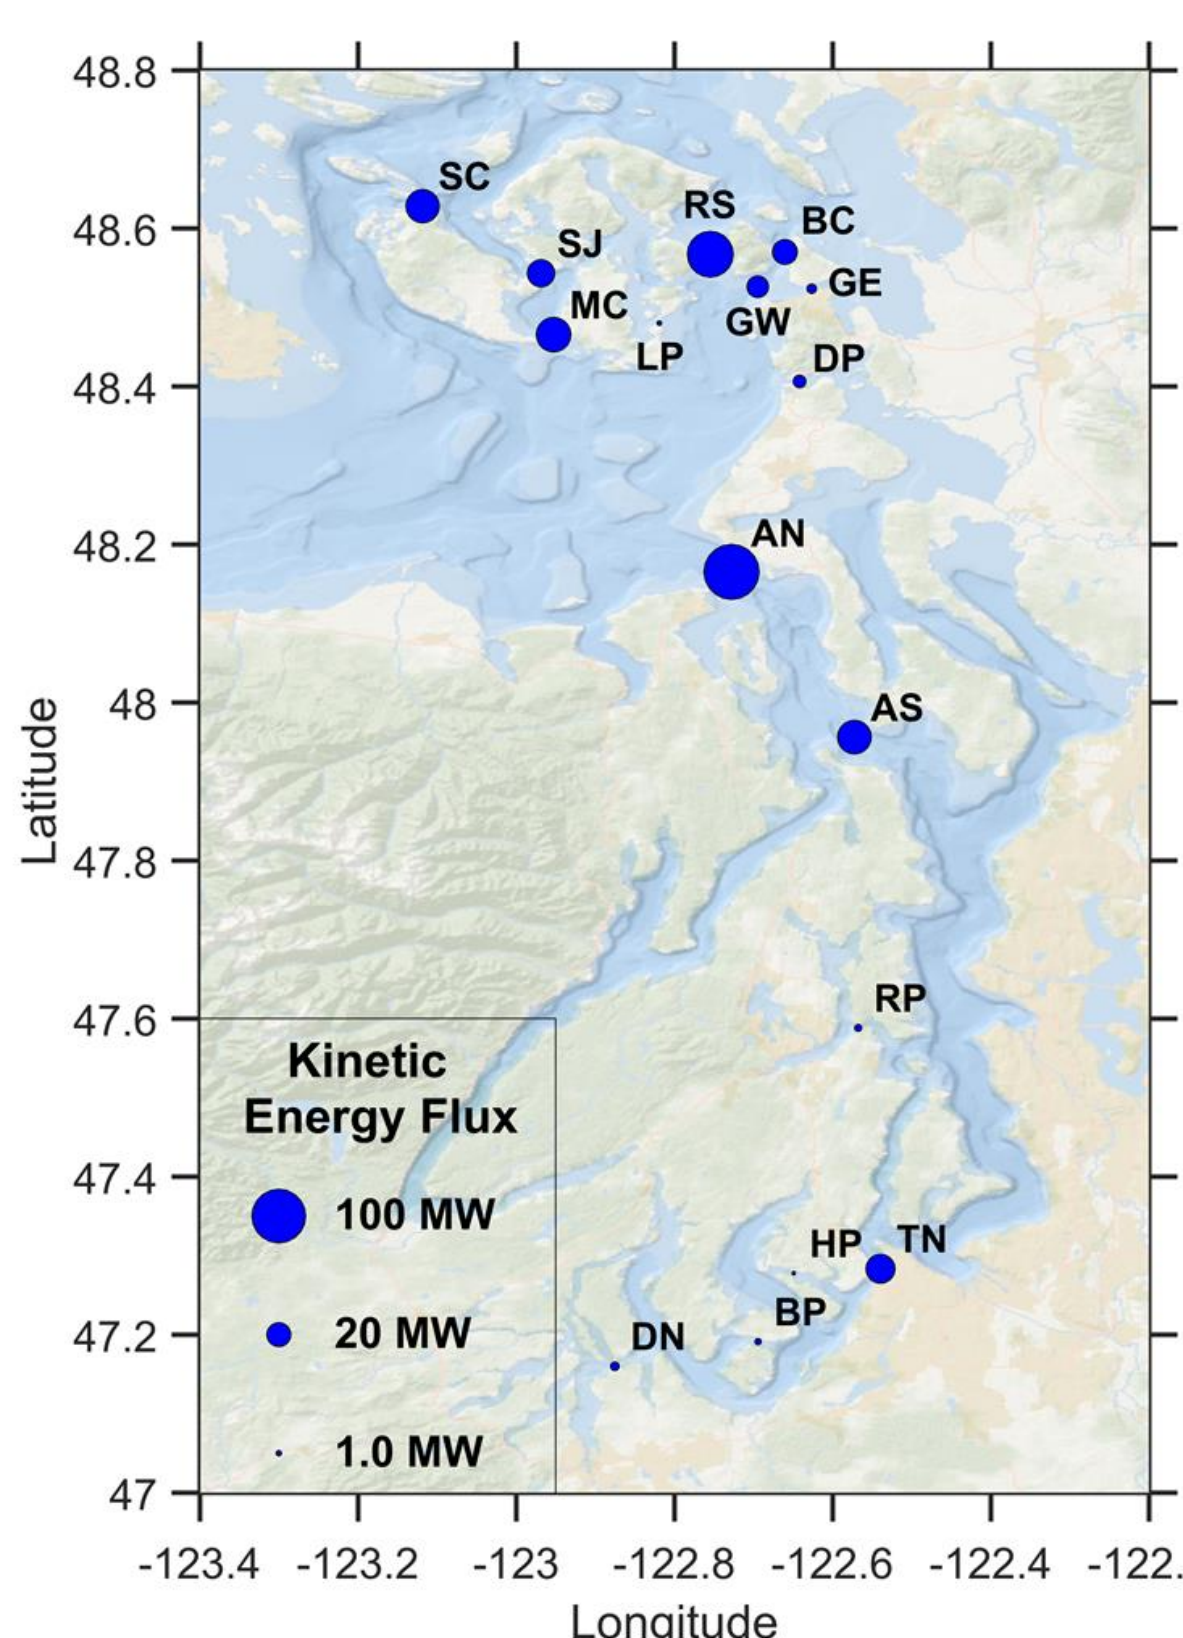 48.8
48.6
48.4
48.2
48
47.8
47.6
47.4
47.2
47
Latitude
SC
RS
BC
SJ
GE
MC
GW
LP
DP
AN
AS
RP
HP
TN
BP
DN
Kinetic
Energy Flux
100 MW
20 MW
1.0 MW
-123.4 -123.2 -123 -122.8 -122.6 -122.4 -122.
Longitude